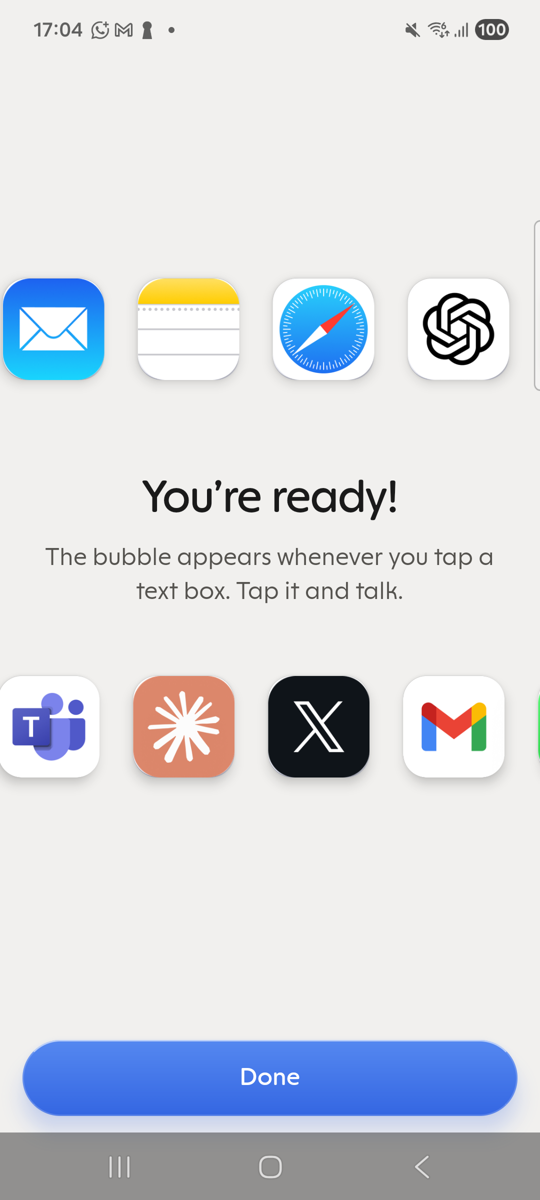 17:04
100
You're ready!
The bubble appears whenever you tap a
text box. Tap it and talk.
T
Done